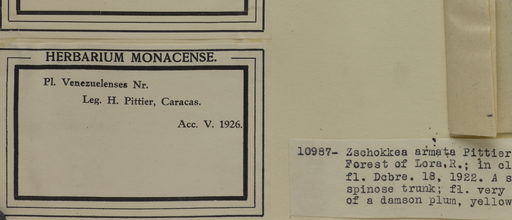 HERBARIUM MONACENSE.
Pl. Venezuelenses Nr.
Leg. H. Pittier, Caracas.
Acc. V. 1926.
10987- Zschokkea armata Pittier
Forest of Lora,R.; in cl
fl. Dcbre. 18, 1922. A s
spinose trunk; fl. very
of a damson plum, yellow